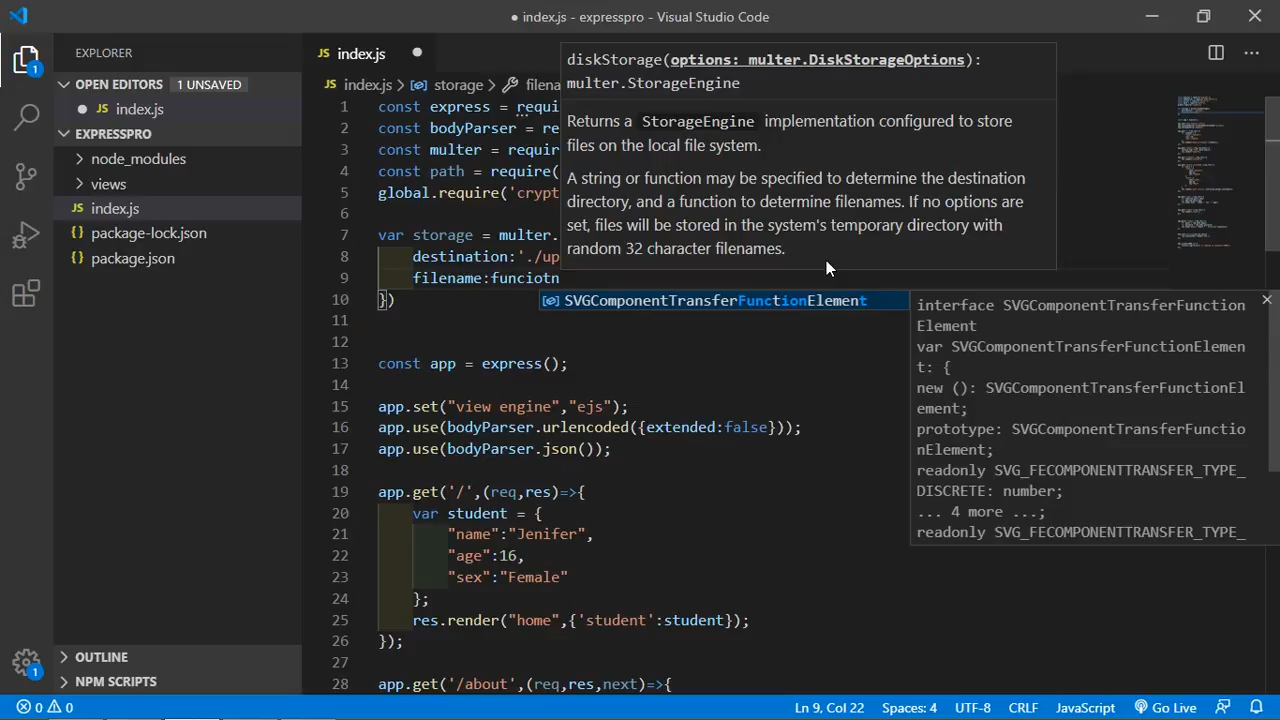 ● index.js - expresspro - Visual Studio Code
EXPLORER
OPEN EDITORS 1 UNSAVED
● index.js
EXPRESSPRO
node_modules
views
JS index.js
{} package-lock.json
{} package.json
OUTLINE
NPM SCRIPTS
1
1
JS index.js ●
JS index.js > storage > filena
1 const express = requi
2 const bodyParser = re
3 const multer = require
4 const path = require(
5 global.require('crypt
6
7 var storage = multer.
8 destination:'./up
9 filename:funciotn
10 })
11
12
13 const app = express();
14
15 app.set("view engine","ejs");
16 app.use(bodyParser.urlencoded({extended:false}));
17 app.use(bodyParser.json());
18
19 app.get('/',(req,res)=>{
20 var student = {
21 "name":"Jenifer",
22 "age":16,
23 "sex":"Female"
24 };
25 res.render("home",{'student':student});
26 });
27
28 app.get('/about',(req,res,next)=>{
diskStorage(options: multer.DiskStorageOptions):
multer.StorageEngine
Returns a StorageEngine implementation configured to store
files on the local file system.
A string or function may be specified to determine the destination
directory, and a function to determine filenames. If no options are
set, files will be stored in the system's temporary directory with
random 32 character filenames.
SVGComponentTransferFunctionElement
interface SVGComponentTransferFunction
Element
var SVGComponentTransferFunctionElemen
t: {
new (): SVGComponentTransferFunctionEl
ement;
prototype: SVGComponentTransferFunctio
nElement;
readonly SVG_FECOMPONENTTRANSFER_TYPE_
DISCRETE: number;
... 4 more ...;
readonly SVG_FECOMPONENTTRANSFER_TYPE_
0 0
Ln 9, Col 22
Spaces: 4
UTF-8
CRLF
JavaScript
Go Live